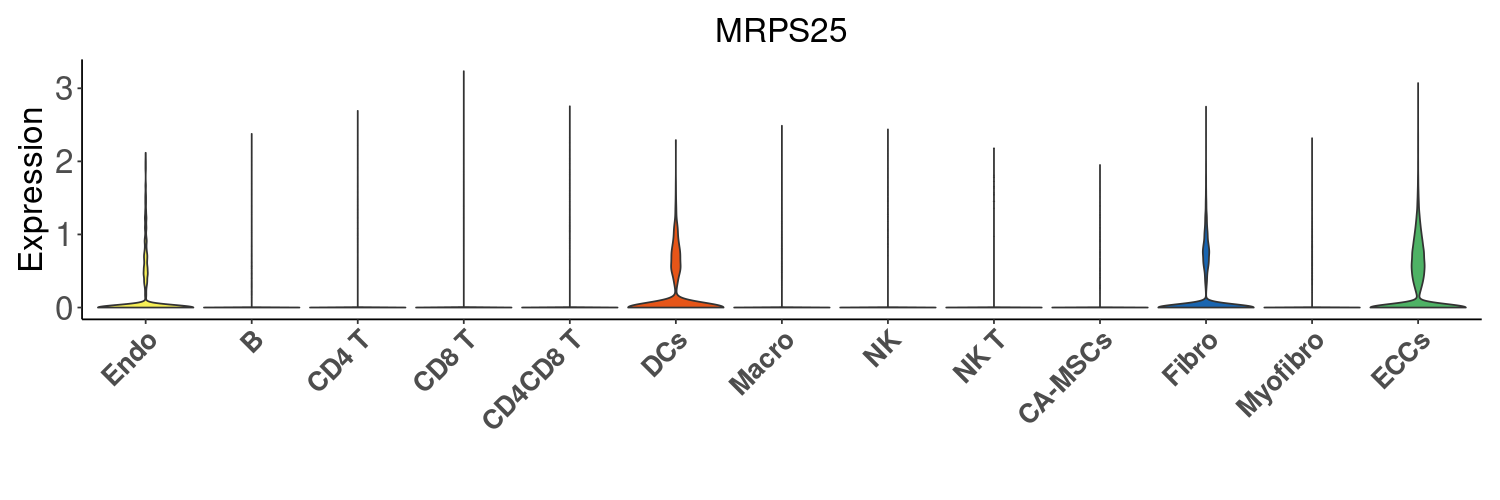 MRPS25
Expression
3
2
1
0
Endo
B
CD4 T
CD8 T
CD4CD8 T
DCs
Macro
NK
NK T
CA-MSCs
Fibro
Myofibro
ECCs